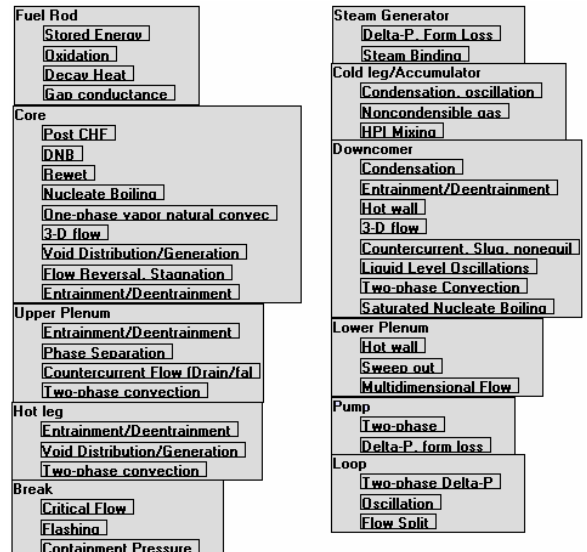 Fuel Rod
Stored Energy
Oxidation
Decay Heat
Gap conductance
Core
Post CHF
DNB
Rewet
Nucleate Boiling
One-phase vapor natural convec
3-D flow
Void Distribution/Generation
Flow Reversal, Stagnation
Entrainment/Deentrainment
Upper Plenum
Entrainment/Deentrainment
Phase Separation
Countercurrent Flow (Drain/fal
Two-phase convection
Hot leg
Entrainment/Deentrainment
Void Distribution/Generation
Two-phase convection
Break
Critical Flow
Flashing
Containment Pressure
Steam Generator
Delta-P, Form Loss
Steam Binding
Cold leg/Accumulator
Condensation, oscillation
Noncondensible gas
HPI Mixing
Downcomer
Condensation
Entrainment/Deentrainment
Hot wall
3-D flow
Countercurrent, Slug, nonequil
Liquid Level Oscillations
Two-phase Convection
Saturated Nucleate Boiling
Lower Plenum
Hot wall
Sweep out
Multidimensional Flow
Pump
Two-phase
Delta-P, form loss
Loop
Two-phase Delta-P
Oscillation
Flow Split